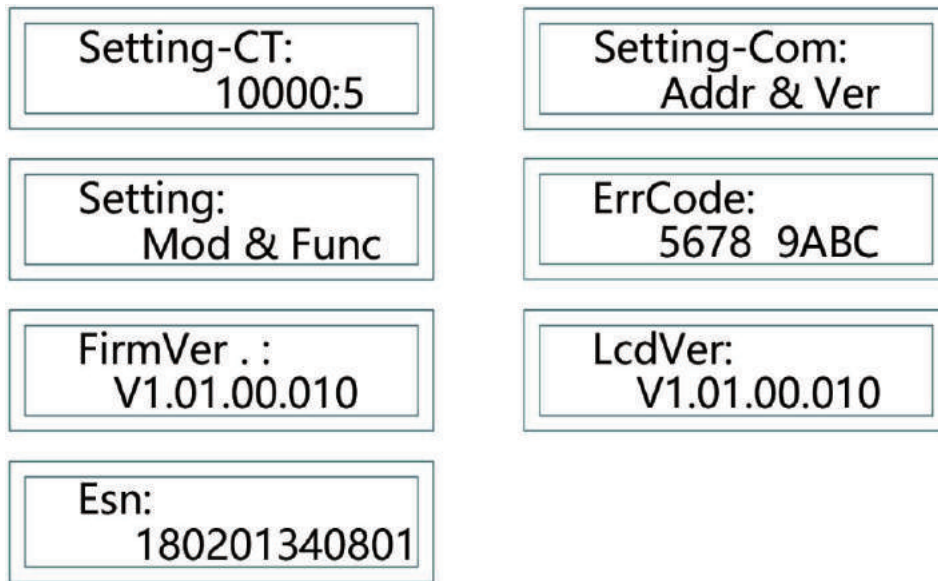 Setting-CT:
10000:5
Setting-Com:
Addr & Ver
Setting:
Mod & Func
ErrCode:
5678 9ABC
FirmVer . :
V1.01.00.010
LcdVer:
V1.01.00.010
Esn:
180201340801